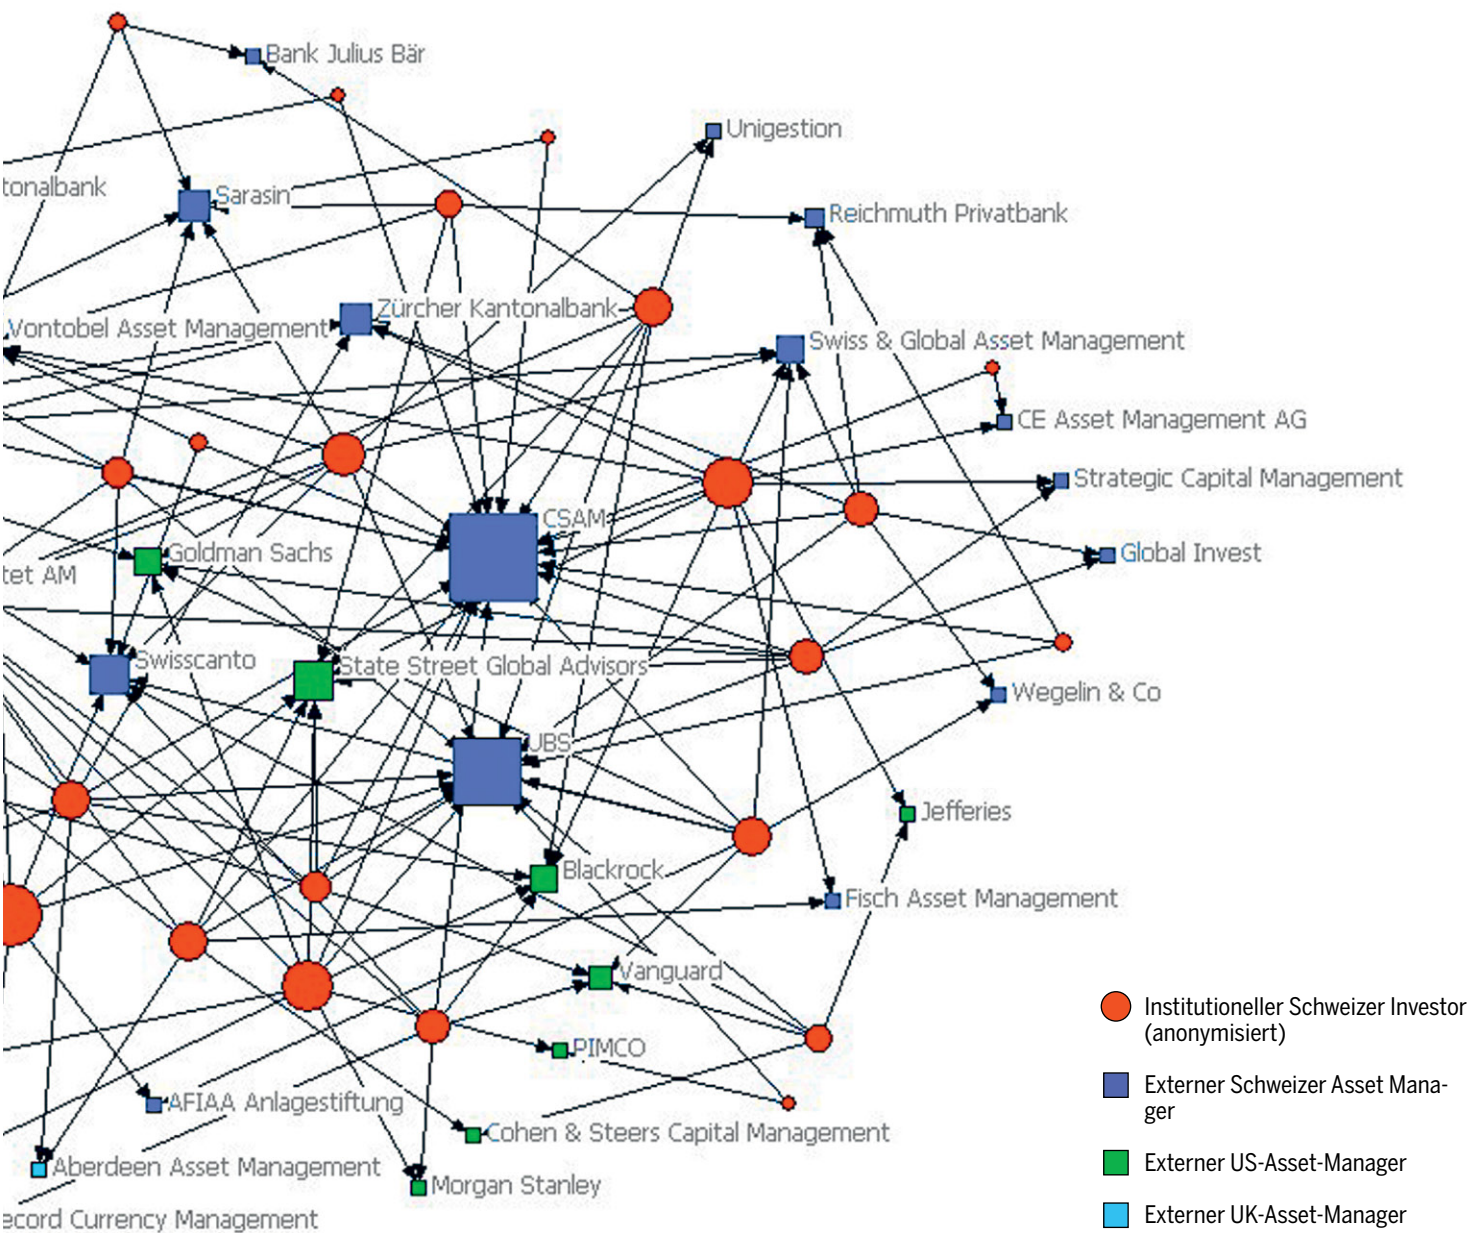 Bank Julius Bär
Unigestion
tonalbank
Sarasin
Reichmuth Privatbank
Zürcher Kantonalbank
Vontobel Asset Management
Swiss & Global Asset Management
CE Asset Management AG
Strategic Capital Management
CSAM
Goldman Sachs
Global Invest
tet AM
Swisscanto
State Street Global Advisors
Wegelin & Co
UBS
Jefferies
Blackrock
Fisch Asset Management
Vanguard
PIMCO
AFIAA Anlagestiftung
Cohen & Steers Capital Management
Aberdeen Asset Management
Morgan Stanley
ecord Currency Management
Institutioneller Schweizer Investor
(anonymisiert)
Externer Schweizer Asset Mana-
ger
Externer US-Asset-Manager
Externer UK-Asset-Manager